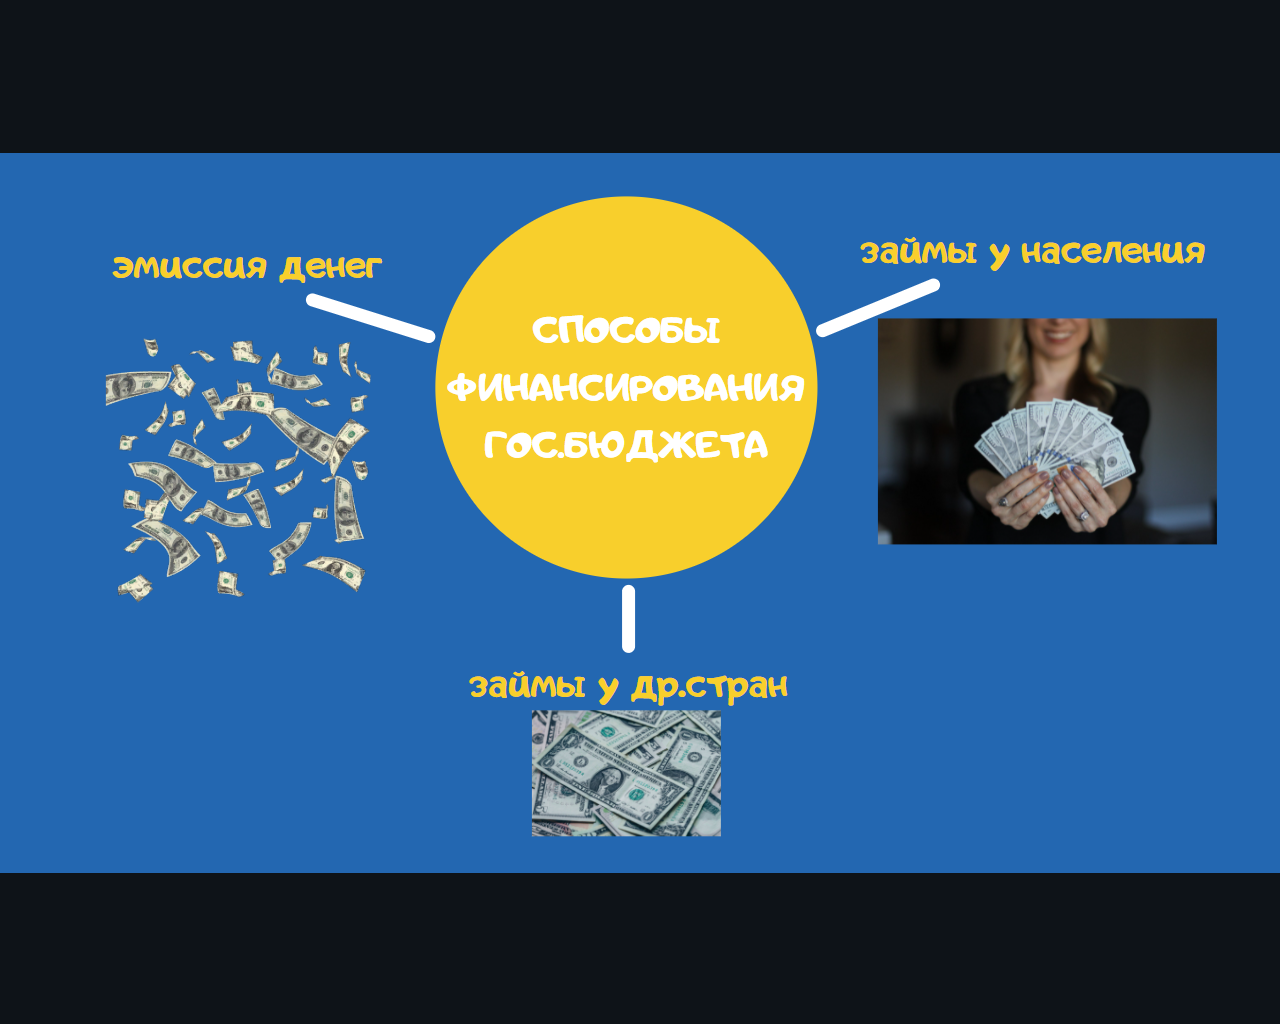 эмиссия денег
займы у населения
СПОСОБЫ
ФИНАНСИРОВАНИЯ
ГОС.БЮДЖЕТА
займы у др.стран